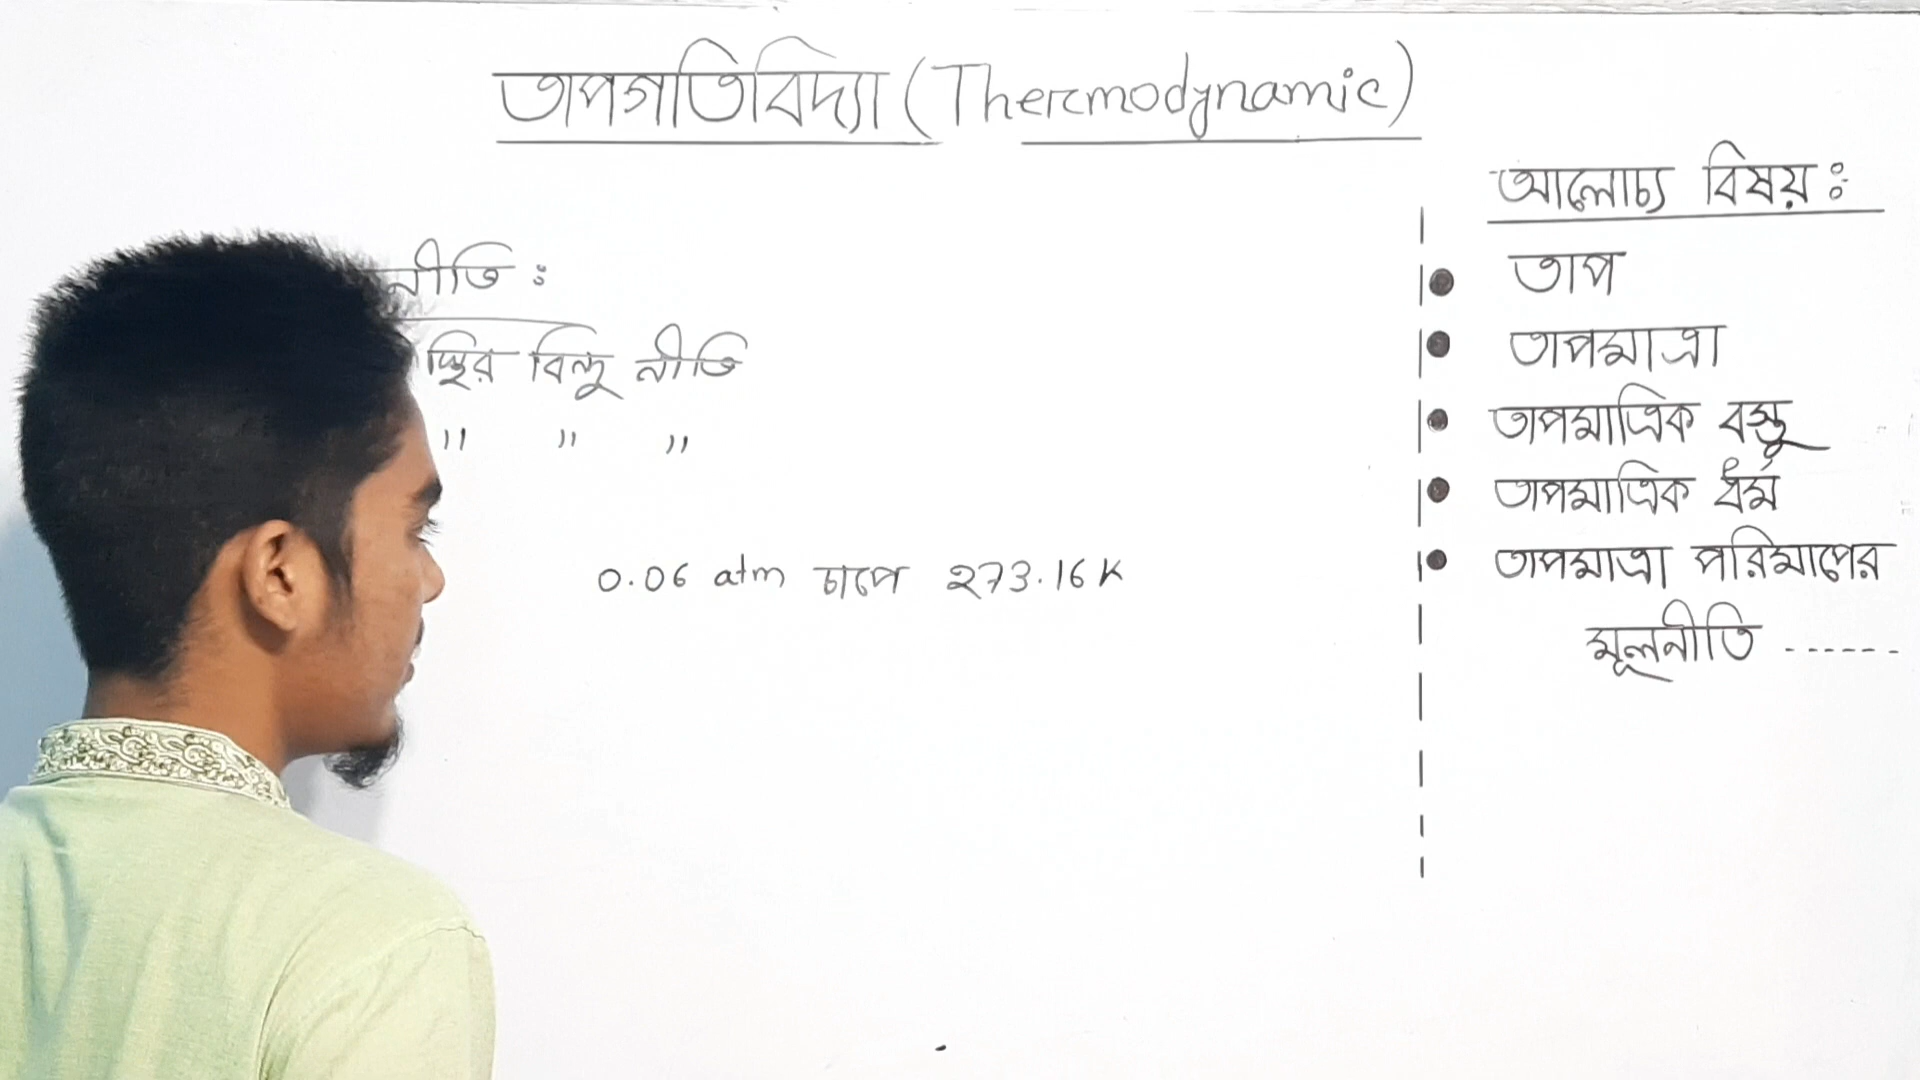 তাপগতিবিদ্যা (Thermodynamic)
নীতি :
স্থির বিন্দু নীতি
" " "
0.06 atm চাপে 273.16 K
আলোচ্য বিষয় :
• তাপ
• তাপমাত্রা
• তাপমাত্রিক বস্তু
• তাপমাত্রিক ধর্ম
• তাপমাত্রা পরিমাপের
মূলনীতি ------